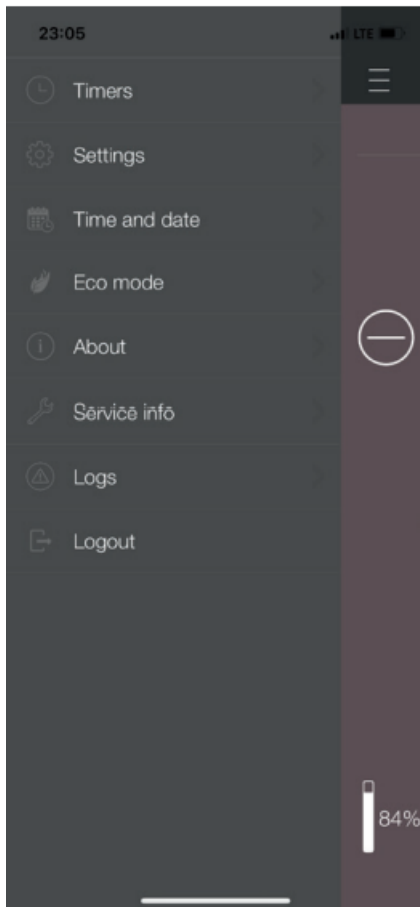 23:05
LTE
Timers
Settings
Time and date
Eco mode
About
Service info
Logs
Logout
84%